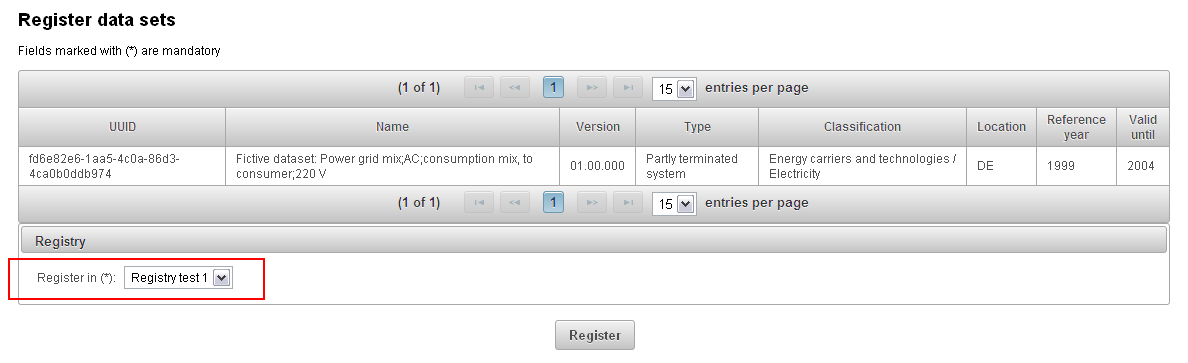 Register data sets
Fields marked with (*) are mandatory
(1 of 1) 1 15 entries per page
UUID Name Version Type Classification Location Reference year Valid until
fd6e82e6-1aa5-4c0a-86d3-
4ca0b0ddb974
Fictive dataset: Power grid mix;AC;consumption mix, to
consumer;220 V
01.00.000
Partly terminated
system
Energy carriers and technologies /
Electricity
DE
1999
2004
(1 of 1) 1 15 entries per page
Registry
Register in (*): Registry test 1
Register